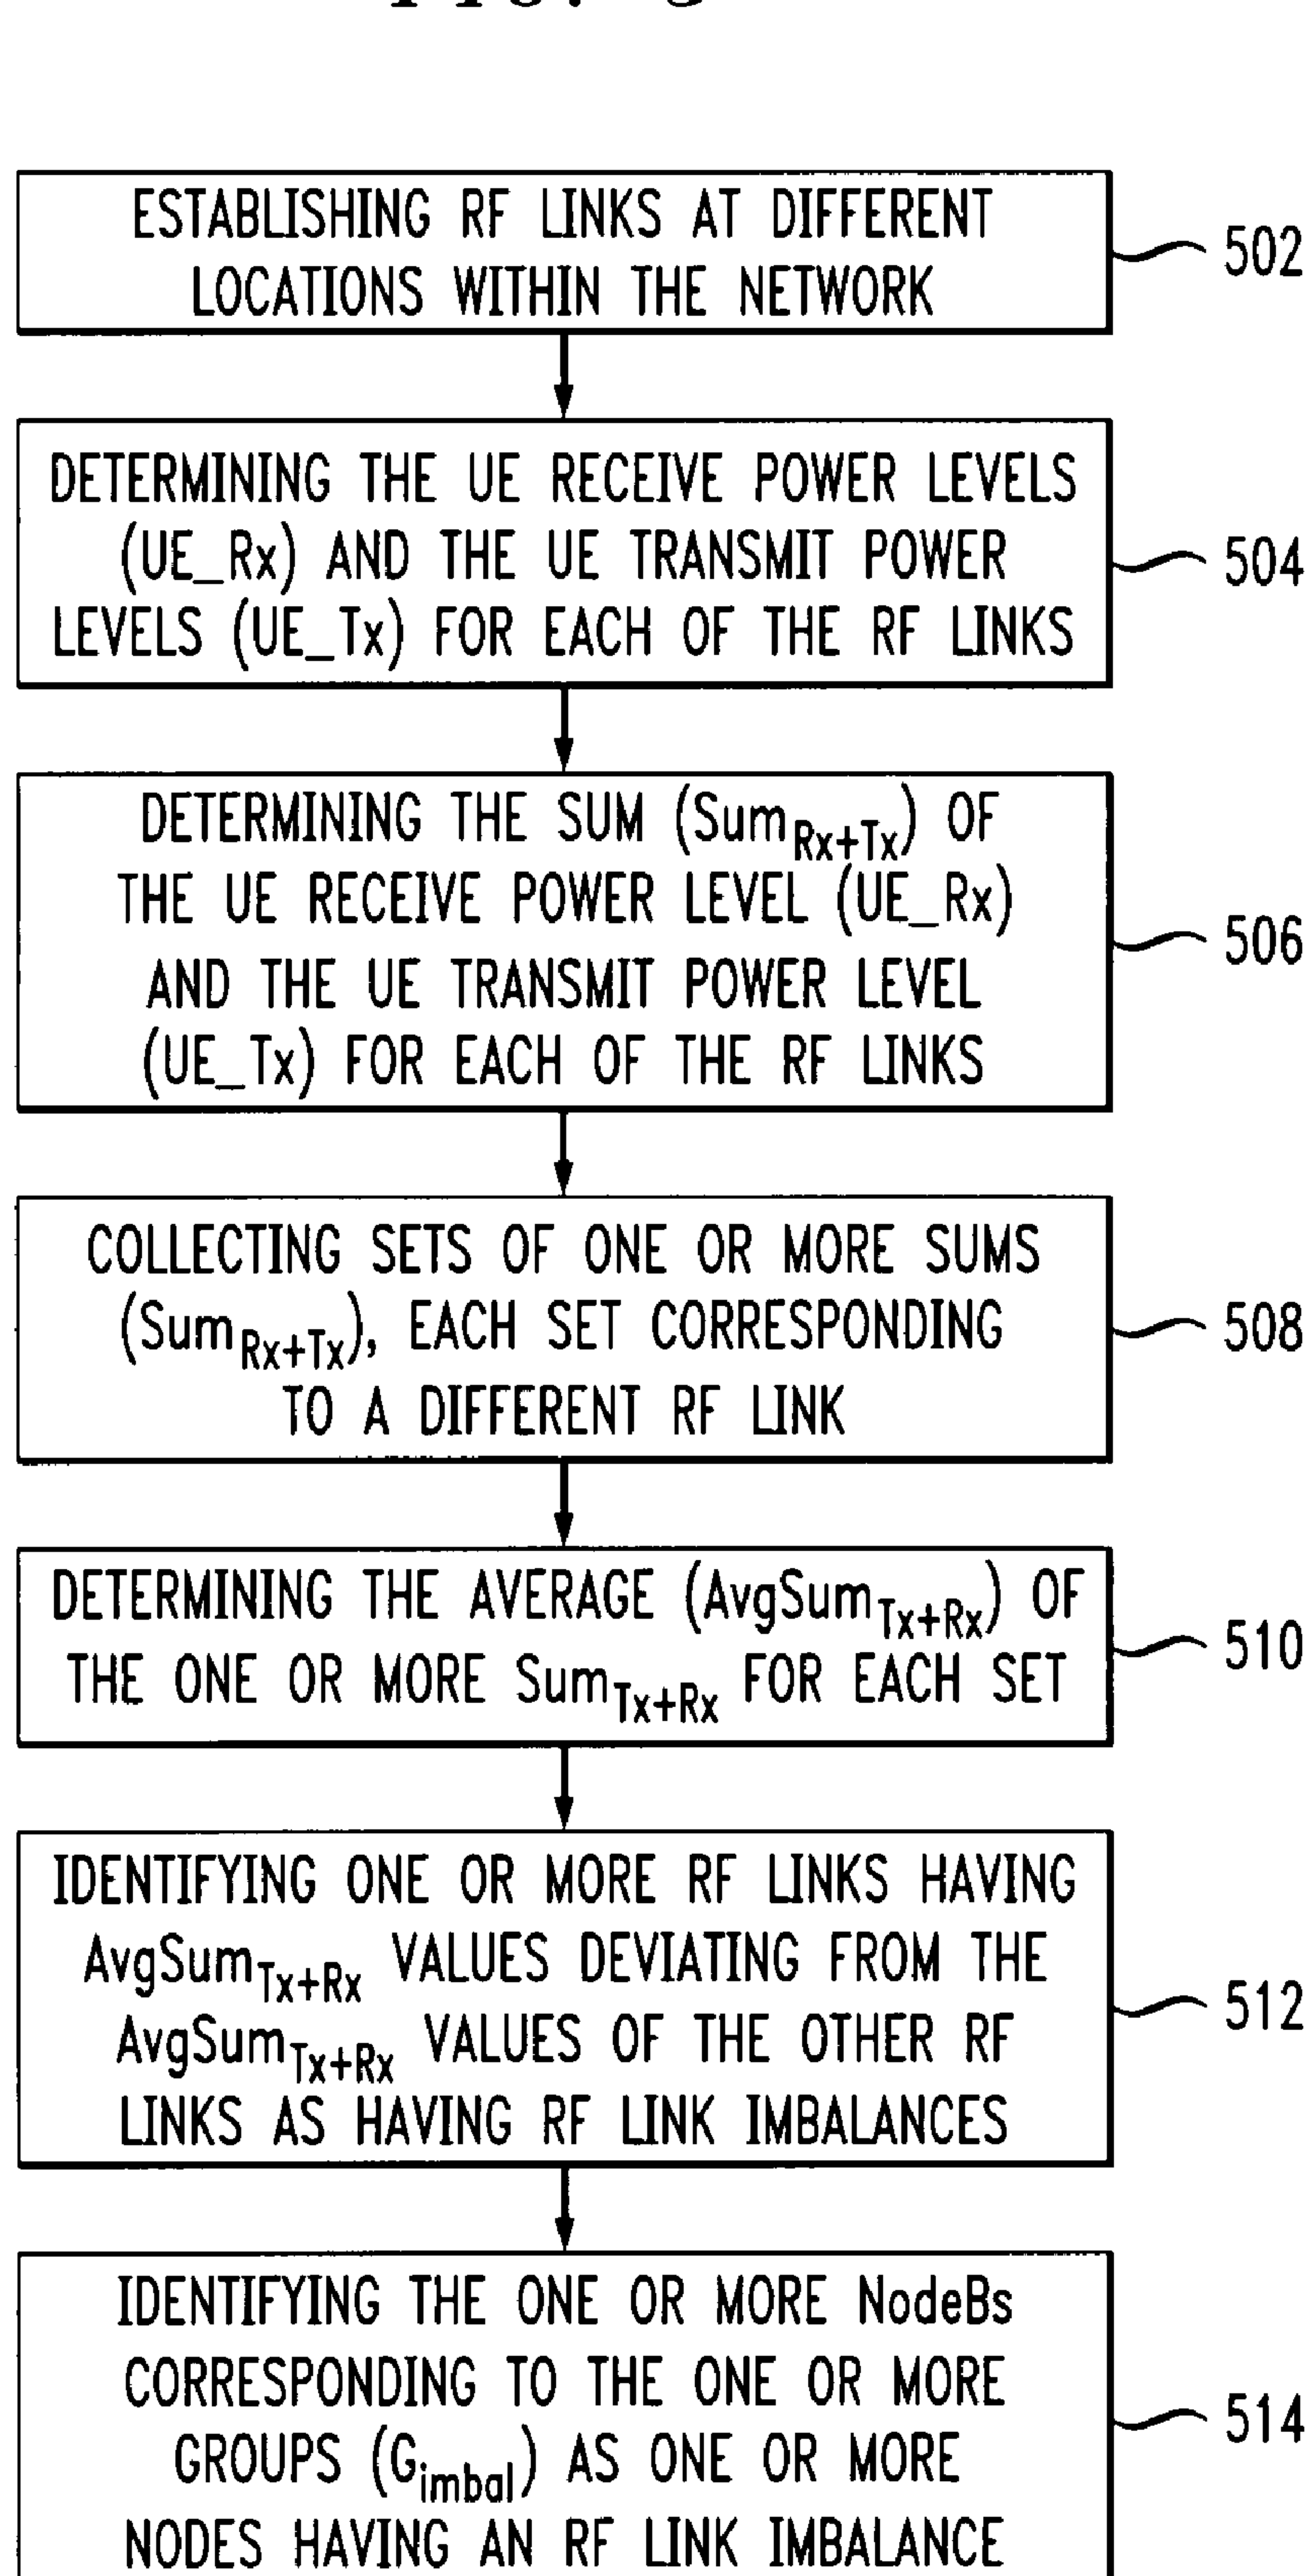 ESTABLISHING RF LINKS AT DIFFERENT
LOCATIONS WITHIN THE NETWORK
502
DETERMINING THE UE RECEIVE POWER LEVELS
(UE_Rx) AND THE UE TRANSMIT POWER
LEVELS (UE_Tx) FOR EACH OF THE RF LINKS
504
DETERMINING THE SUM (SumRx+Tx) OF
THE UE RECEIVE POWER LEVEL (UE_Rx)
AND THE UE TRANSMIT POWER LEVEL
(UE_Tx) FOR EACH OF THE RF LINKS
506
COLLECTING SETS OF ONE OR MORE SUMS
(SumRx+Tx), EACH SET CORRESPONDING
TO A DIFFERENT RF LINK
508
DETERMINING THE AVERAGE (AvgSumTx+Rx) OF
THE ONE OR MORE SumTx+Rx FOR EACH SET
510
IDENTIFYING ONE OR MORE RF LINKS HAVING
AvgSumTx+Rx VALUES DEVIATING FROM THE
AvgSumTx+Rx VALUES OF THE OTHER RF
LINKS AS HAVING RF LINK IMBALANCES
512
IDENTIFYING THE ONE OR MORE NodeBs
CORRESPONDING TO THE ONE OR MORE
GROUPS (Gimbal) AS ONE OR MORE
NODES HAVING AN RF LINK IMBALANCE
514